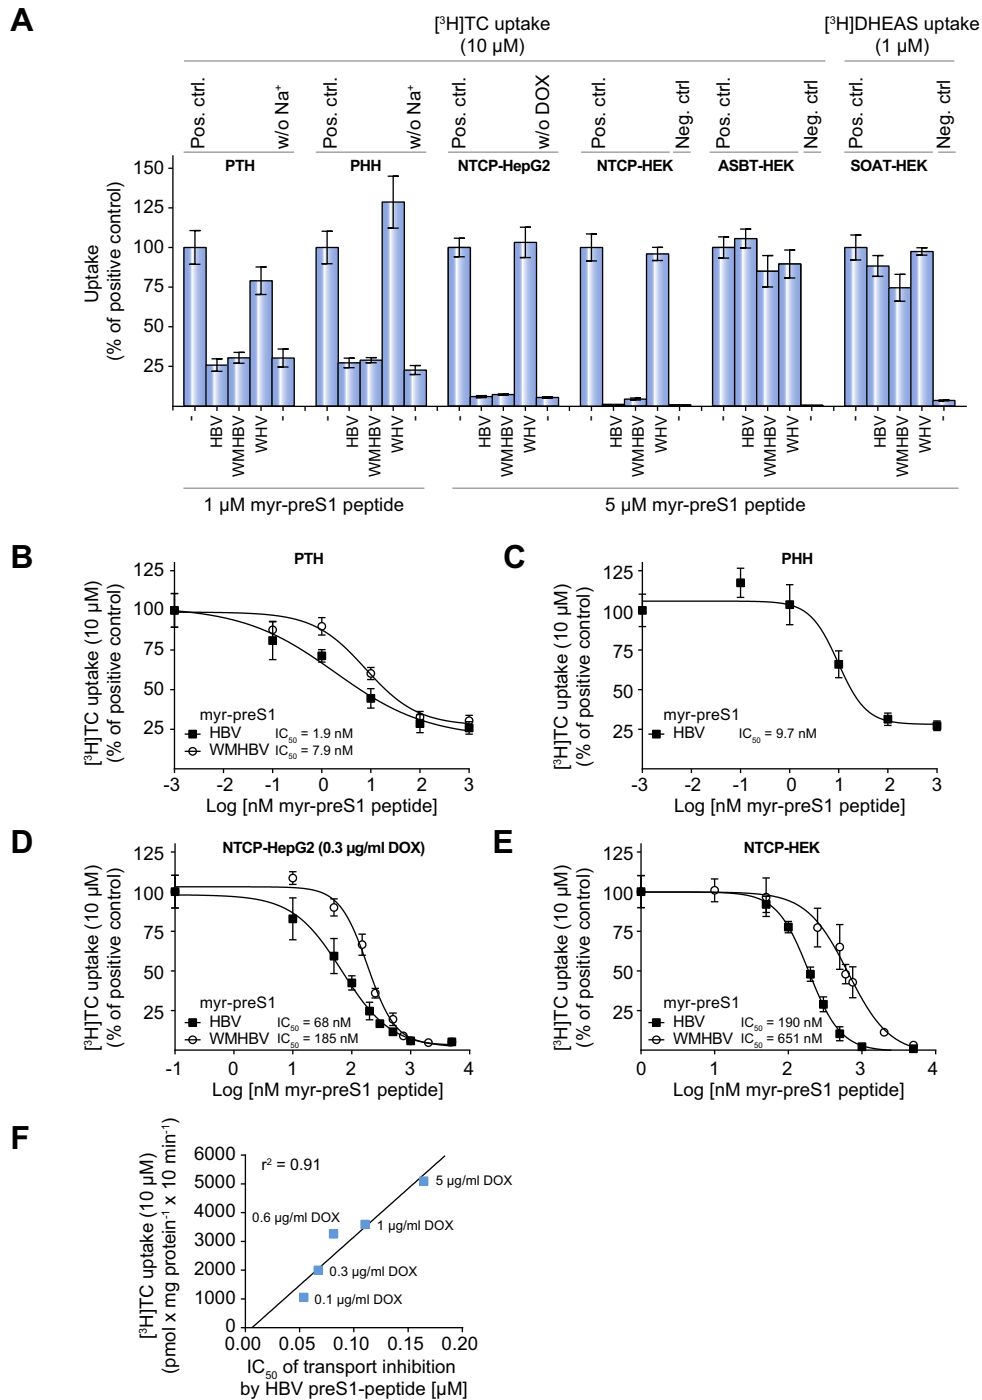 A
[³H]TC uptake
(10 µM)
[³H]DHEAS uptake
(1 µM)
Pos. ctrl.
w/o Na⁺
Pos. ctrl.
w/o Na⁺
Pos. ctrl.
w/o DOX
Pos. ctrl.
Neg. ctrl
Pos. ctrl.
Neg. ctrl
Pos. ctrl.
Neg. ctrl
PTH
PHH
NTCP-HepG2
NTCP-HEK
ASBT-HEK
SOAT-HEK
Uptake
(% of positive control)
150
125
100
75
50
25
-
HBV
WMHBV
WHV
-
-
HBV
WMHBV
WHV
-
-
HBV
WMHBV
WHV
-
-
HBV
WMHBV
WHV
-
-
HBV
WMHBV
WHV
-
-
HBV
WMHBV
WHV
-
1 µM myr-preS1 peptide
5 µM myr-preS1 peptide
B
PTH
[³H]TC uptake (10 µM)
(% of positive control)
125
100
75
50
25
myr-preS1
HBV IC₅₀ = 1.9 nM
WMHBV IC₅₀ = 7.9 nM
-3 -2 -1 0 1 2 3
Log [nM myr-preS1 peptide]
C
PHH
[³H]TC uptake (10 µM)
(% of positive control)
125
100
75
50
25
myr-preS1
HBV IC₅₀ = 9.7 nM
-3 -2 -1 0 1 2 3
Log [nM myr-preS1 peptide]
D
NTCP-HepG2 (0.3 µg/ml DOX)
[³H]TC uptake (10 µM)
(% of positive control)
125
100
75
50
25
myr-preS1
HBV IC₅₀ = 68 nM
WMHBV IC₅₀ = 185 nM
-1 0 1 2 3 4
Log [nM myr-preS1 peptide]
E
NTCP-HEK
[³H]TC uptake (10 µM)
(% of positive control)
125
100
75
50
25
myr-preS1
HBV IC₅₀ = 190 nM
WMHBV IC₅₀ = 651 nM
0 1 2 3 4
Log [nM myr-preS1 peptide]
F
[³H]TC uptake (10 µM)
(pmol x mg protein⁻¹ x 10 min⁻¹)
6000
5000
4000
3000
2000
1000
0
r² = 0.91
5 µg/ml DOX
0.6 µg/ml DOX
1 µg/ml DOX
0.3 µg/ml DOX
0.1 µg/ml DOX
0.00 0.05 0.10 0.15 0.20
IC₅₀ of transport inhibition
by HBV preS1-peptide [µM]